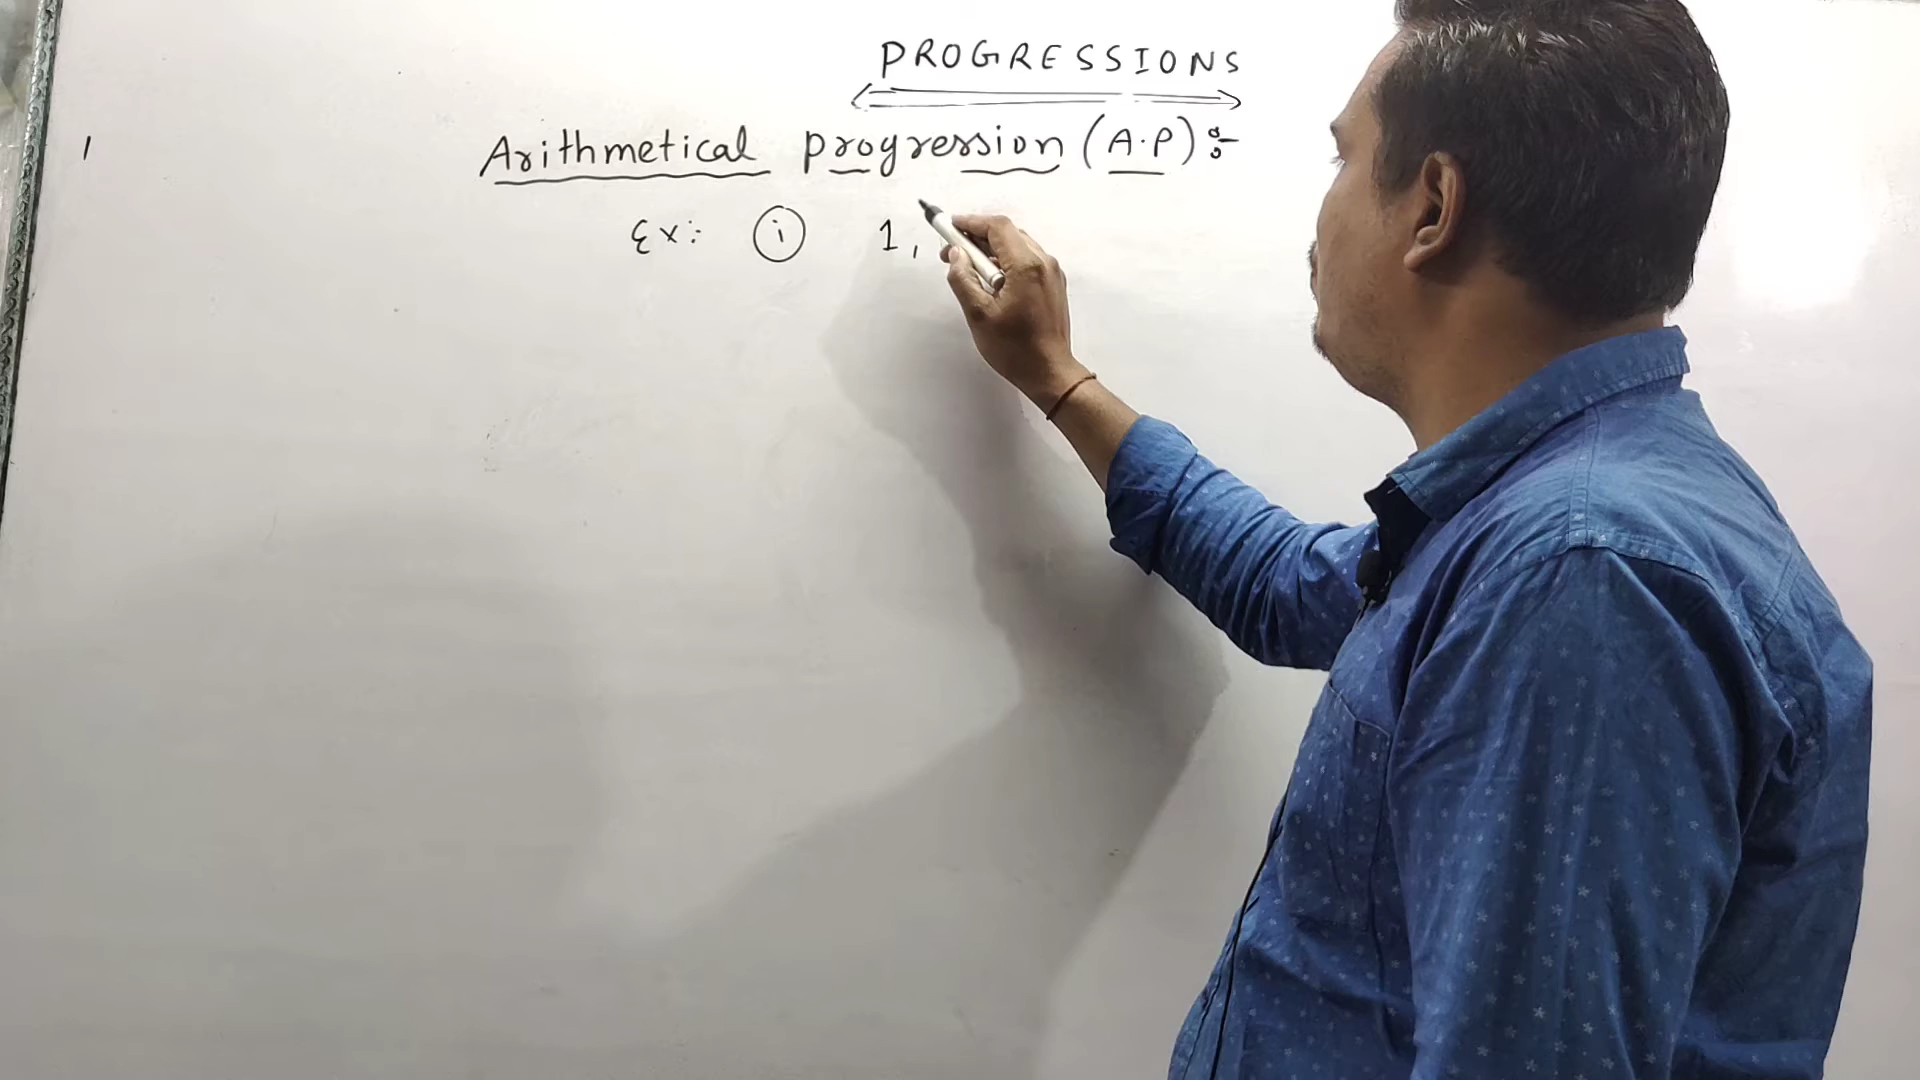 PROGRESSIONS
Arithmetical progression (A.P):-
Ex:- (i) 1,